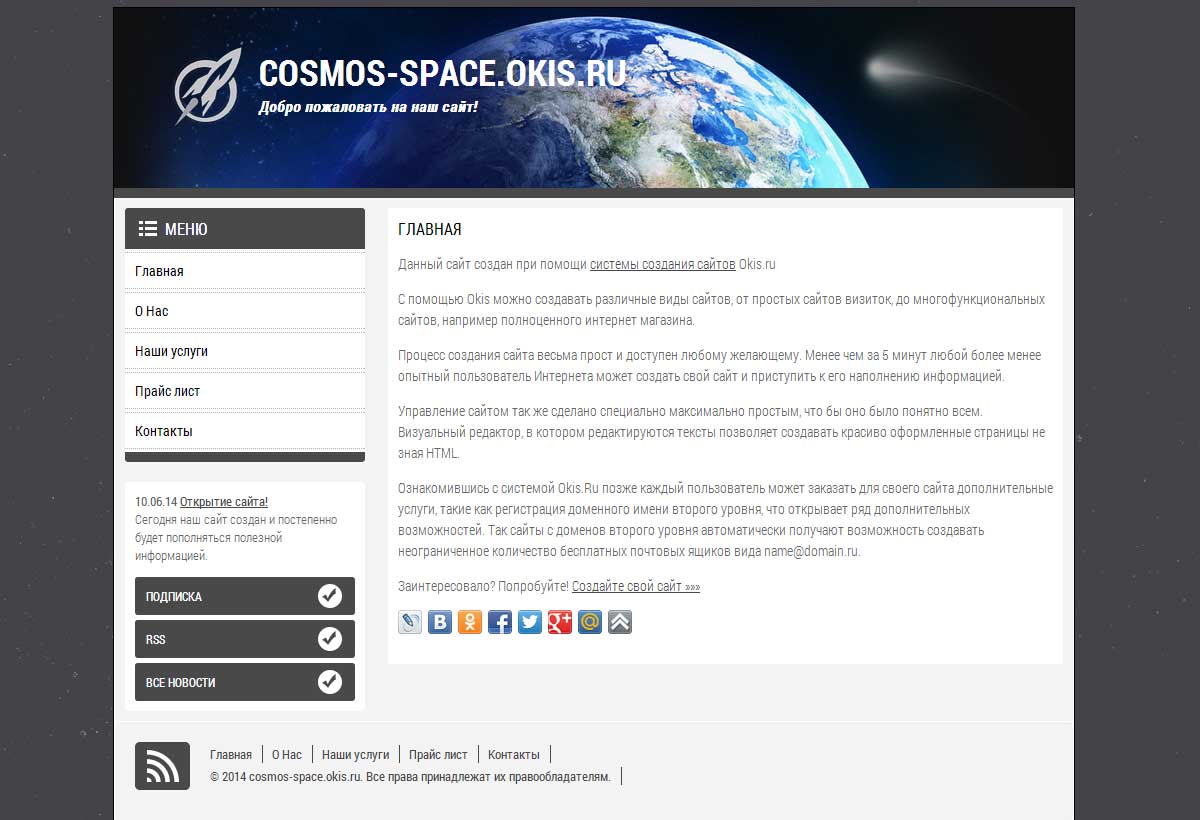 COSMOS-SPACE.OKIS.RU
Добро пожаловать на наш сайт!
МЕНЮ
Главная
О Нас
Наши услуги
Прайс лист
Контакты
10.06.14 Открытие сайта!
Сегодня наш сайт создан и постепенно
будет пополняться полезной
информацией.
ПОДПИСКА
RSS
ВСЕ НОВОСТИ
ГЛАВНАЯ
Данный сайт создан при помощи системы создания сайтов Okis.ru
С помощью Okis можно создавать различные виды сайтов, от простых сайтов визиток, до многофункциональных
сайтов, например полноценного интернет магазина.
Процесс создания сайта весьма прост и доступен любому желающему. Менее чем за 5 минут любой более менее
опытный пользователь Интернета может создать свой сайт и приступить к его наполнению информацией.
Управление сайтом так же сделано специально максимально простым, что бы оно было понятно всем.
Визуальный редактор, в котором редактируются тексты позволяет создавать красиво оформленные страницы не
зная HTML.
Ознакомившись с системой Okis.Ru позже каждый пользователь может заказать для своего сайта дополнительные
услуги, такие как регистрация доменного имени второго уровня, что открывает ряд дополнительных
возможностей. Так сайты с доменов второго уровня автоматически получают возможность создавать
неограниченное количество бесплатных почтовых ящиков вида name@domain.ru.
Заинтересовало? Попробуйте! Создайте свой сайт »»»
Главная О Нас Наши услуги Прайс лист Контакты
© 2014 cosmos-space.okis.ru. Все права принадлежат их правообладателям.